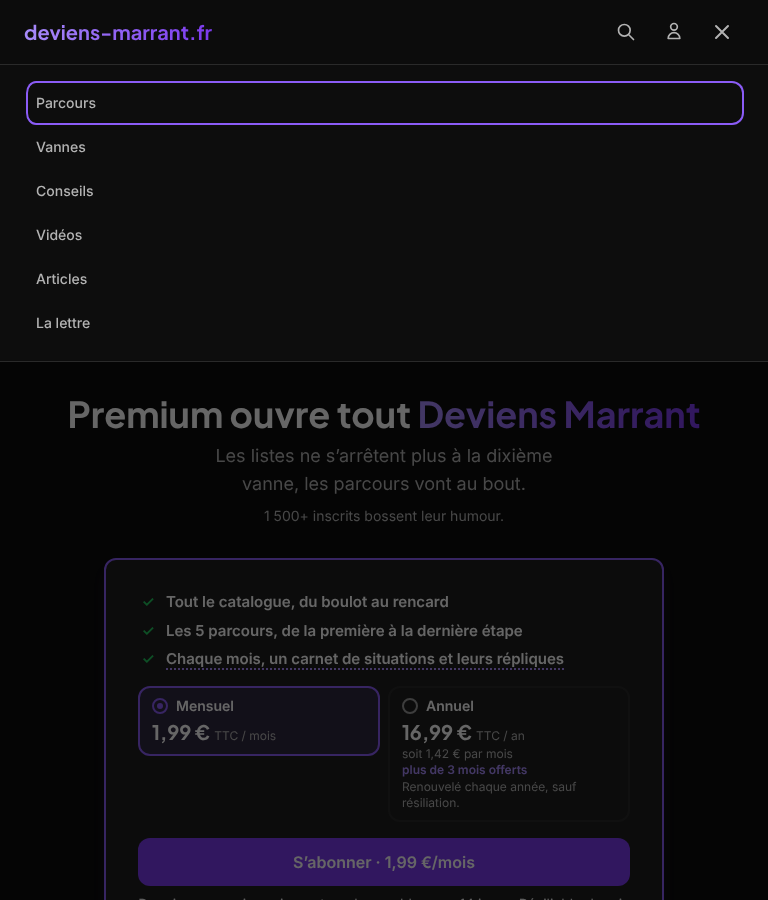 deviens-marrant.fr
Parcours
Vannes
Conseils
Vidéos
Articles
La lettre
Premium ouvre tout Deviens Marrant
Les listes ne s’arrêtent plus à la dixième
vanne, les parcours vont au bout.
1 500+ inscrits bossent leur humour.
Tout le catalogue, du boulot au rencard
Les 5 parcours, de la première à la dernière étape
Chaque mois, un carnet de situations et leurs répliques
Mensuel
1,99 € TTC / mois
Annuel
16,99 € TTC / an
soit 1,42 € par mois
plus de 3 mois offerts
Renouvelé chaque année, sauf
résiliation.
S’abonner · 1,99 €/mois